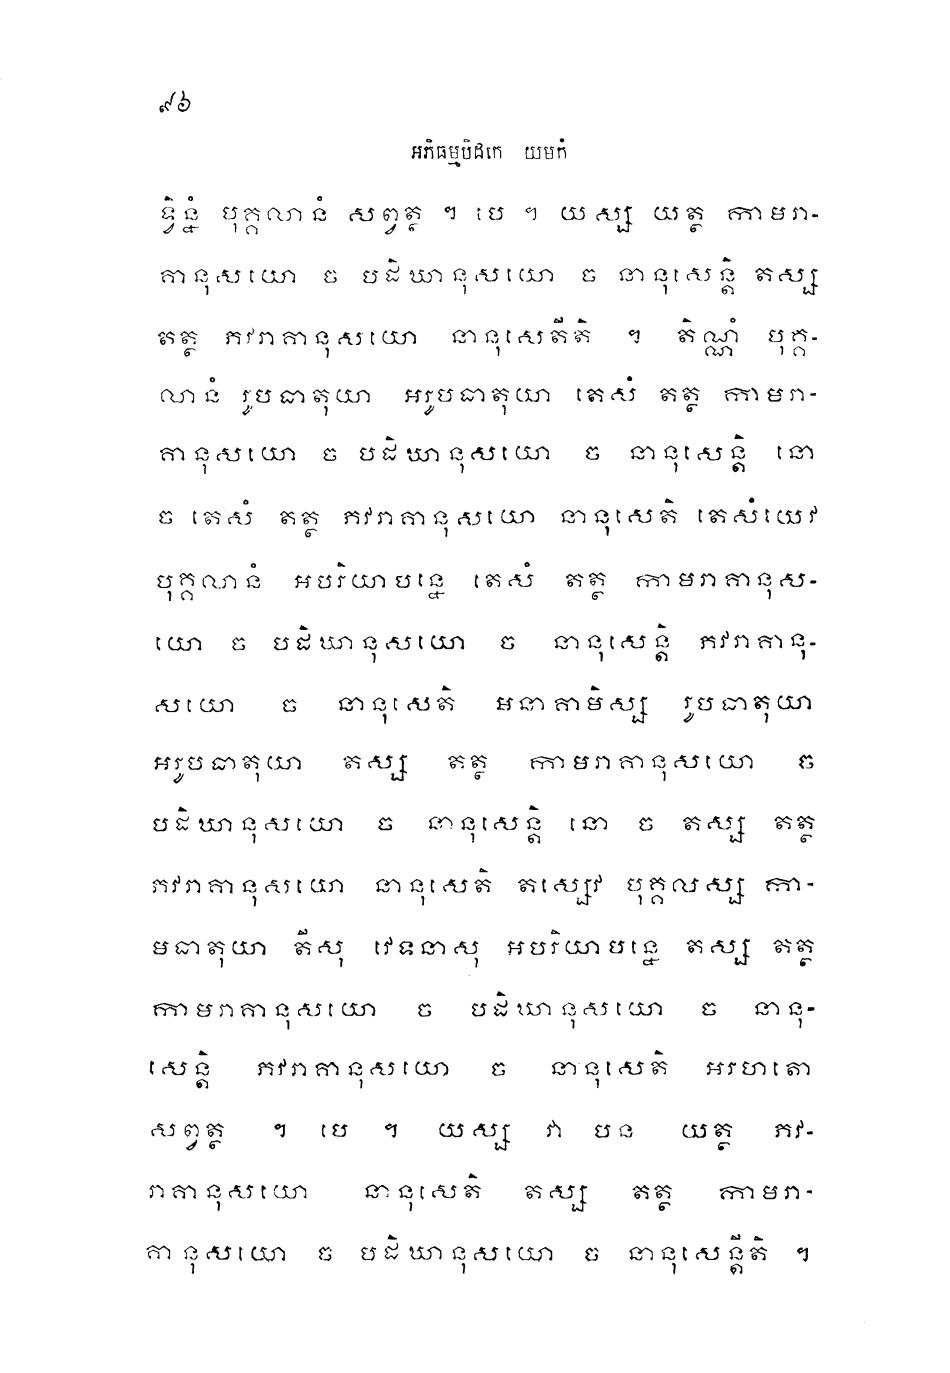 ៩៦
អភិធម្មបិដកេ យមកំ
ទ្វិន្នំ បុគ្គលានំ សព្វត្ថ ។ បេ ។ យស្ស យត្ថ កាមរា-
គានុសយោ ច បដិឃានុសយោ ច នានុសេន្តិ តស្ស
តត្ថ ភវរាគានុសយោ នានុសេតីតិ ។ តិណ្ណំ បុគ្គ-
លានំ រូបធាតុយា អរូបធាតុយា តេសំ តត្ថ កាមរា-
គានុសយោ ច បដិឃានុសយោ ច នានុសេន្តិ នោ
ច តេសំ តត្ថ ភវរាគានុសយោ នានុសេតិ តេសំយេវ
បុគ្គលានំ អបរិយាបន្នេ តេសំ តត្ថ កាមរាគានុស-
យោ ច បដិឃានុសយោ ច នានុសេន្តិ ភវរាគានុ-
សយោ ច នានុសេតិ អនាគាមិស្ស រូបធាតុយា
អរូបធាតុយា តស្ស តត្ថ កាមរាគានុសយោ ច
បដិឃានុសយោ ច នានុសេន្តិ នោ ច តស្ស តត្ថ
ភវរាគានុសយោ នានុសេតិ តស្សេវ បុគ្គលស្ស កា-
មធាតុយា តីសុ វេទនាសុ អបរិយាបន្នេ តស្ស តត្ថ
កាមរាគានុសយោ ច បដិឃានុសយោ ច នានុ-
សេន្តិ ភវរាគានុសយោ ច នានុសេតិ អរហតោ
សព្វត្ថ ។ បេ ។ យស្ស វា បន យត្ថ ភវ-
រាគានុសយោ នានុសេតិ តស្ស តត្ថ កាមរា-
គានុសយោ ច បដិឃានុសយោ ច នានុសេន្តីតិ ។